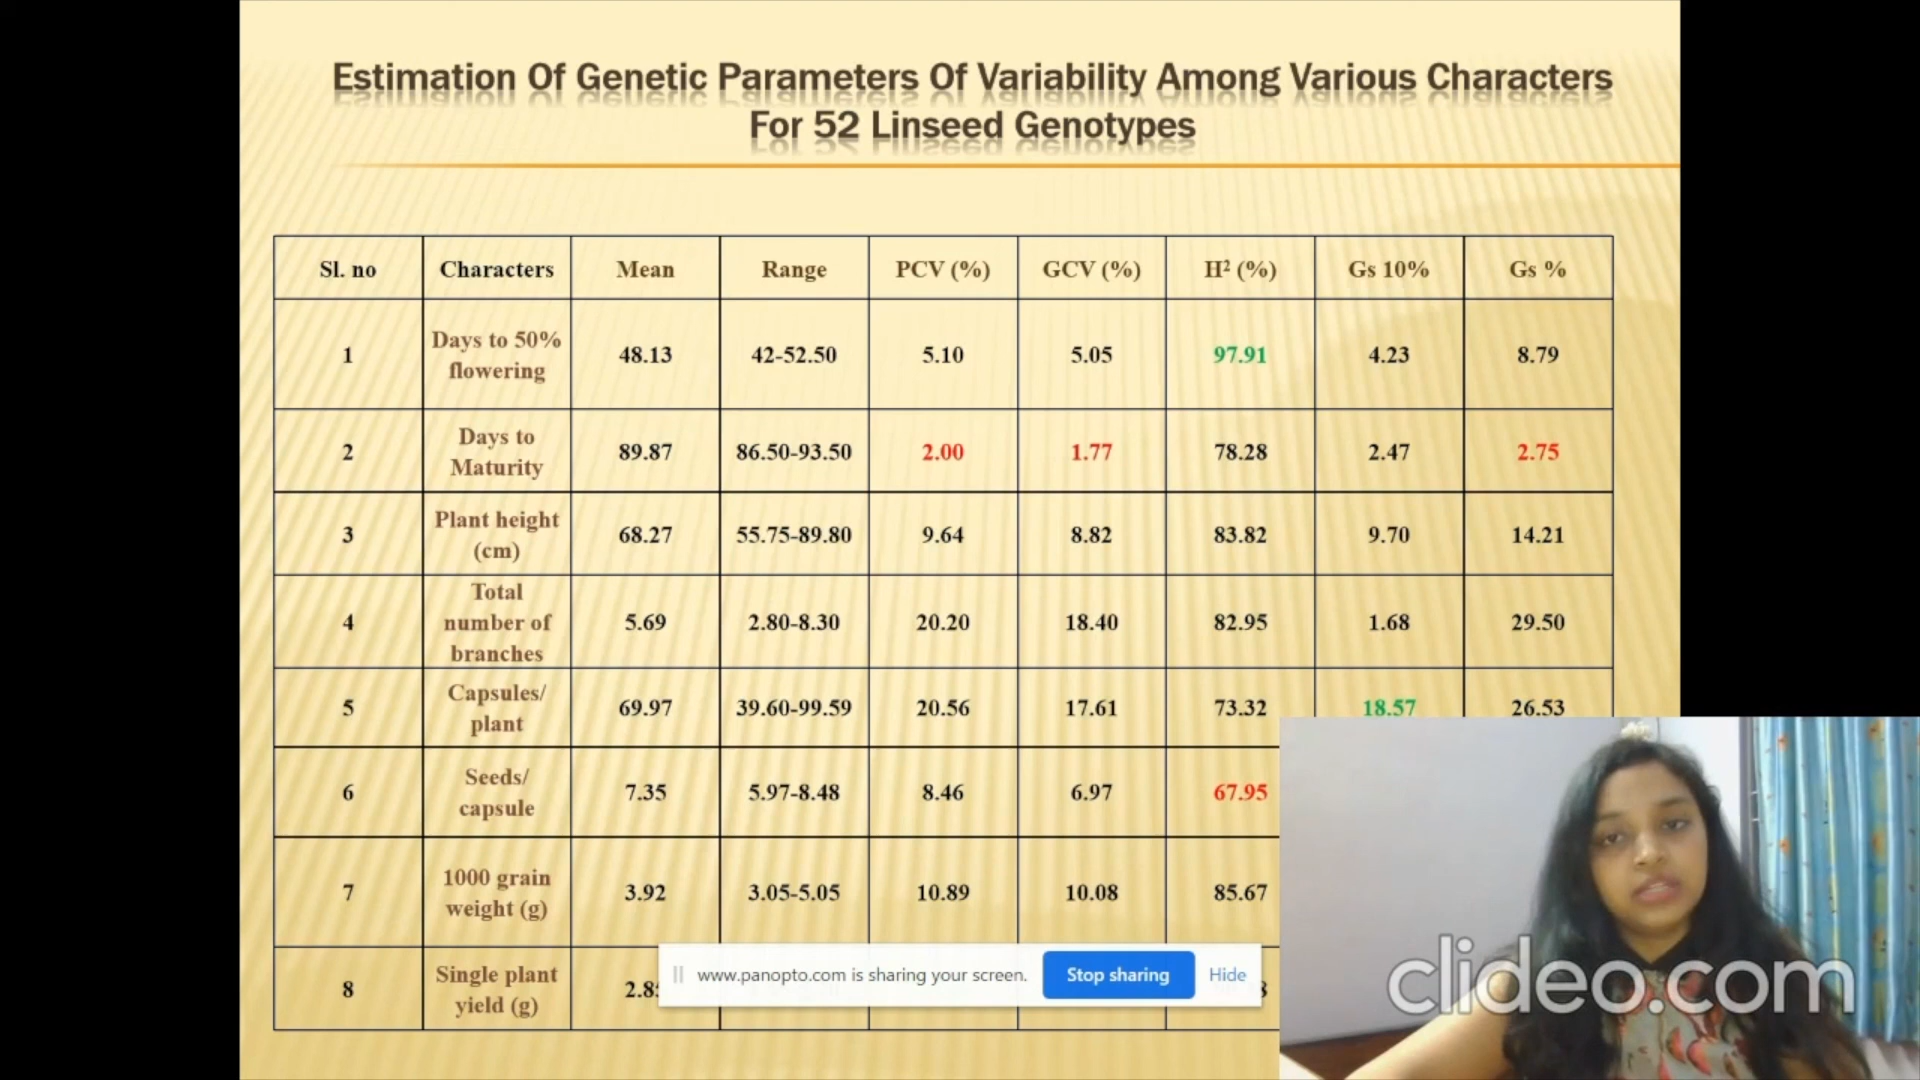 Estimation Of Genetic Parameters Of Variability Among Various Characters
For 52 Linseed Genotypes
Sl. no Characters Mean Range PCV (%) GCV (%) H² (%) Gs 10% Gs %
1 Days to 50% flowering 48.13 42-52.50 5.10 5.05 97.91 4.23 8.79
2 Days to Maturity 89.87 86.50-93.50 2.00 1.77 78.28 2.47 2.75
3 Plant height (cm) 68.27 55.75-89.80 9.64 8.82 83.82 9.70 14.21
4 Total number of branches 5.69 2.80-8.30 20.20 18.40 82.95 1.68 29.50
5 Capsules/ plant 69.97 39.60-99.59 20.56 17.61 73.32 18.57 26.53
6 Seeds/ capsule 7.35 5.97-8.48 8.46 6.97 67.95
7 1000 grain weight (g) 3.92 3.05-5.05 10.89 10.08 85.67
8 Single plant yield (g)
www.panopto.com is sharing your screen. Stop sharing Hide
clideo.com